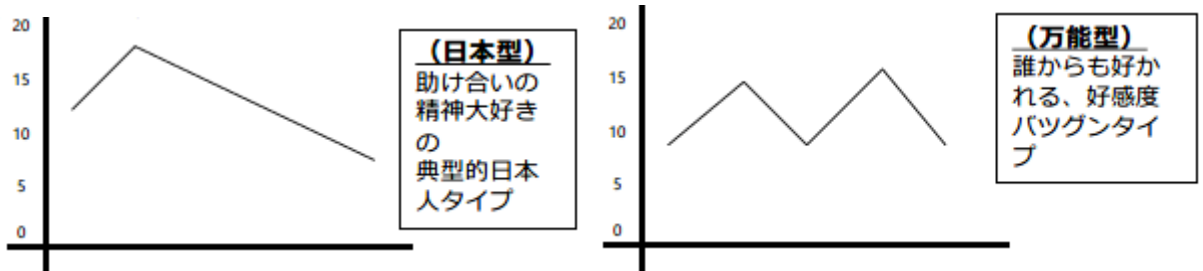 20
15
10
5
0
（日本型）
助け合いの
精神大好き
の
典型的日本
人タイプ
20
15
10
5
0
（万能型）
誰からも好か
れる、好感度
バツグンタイ
プ